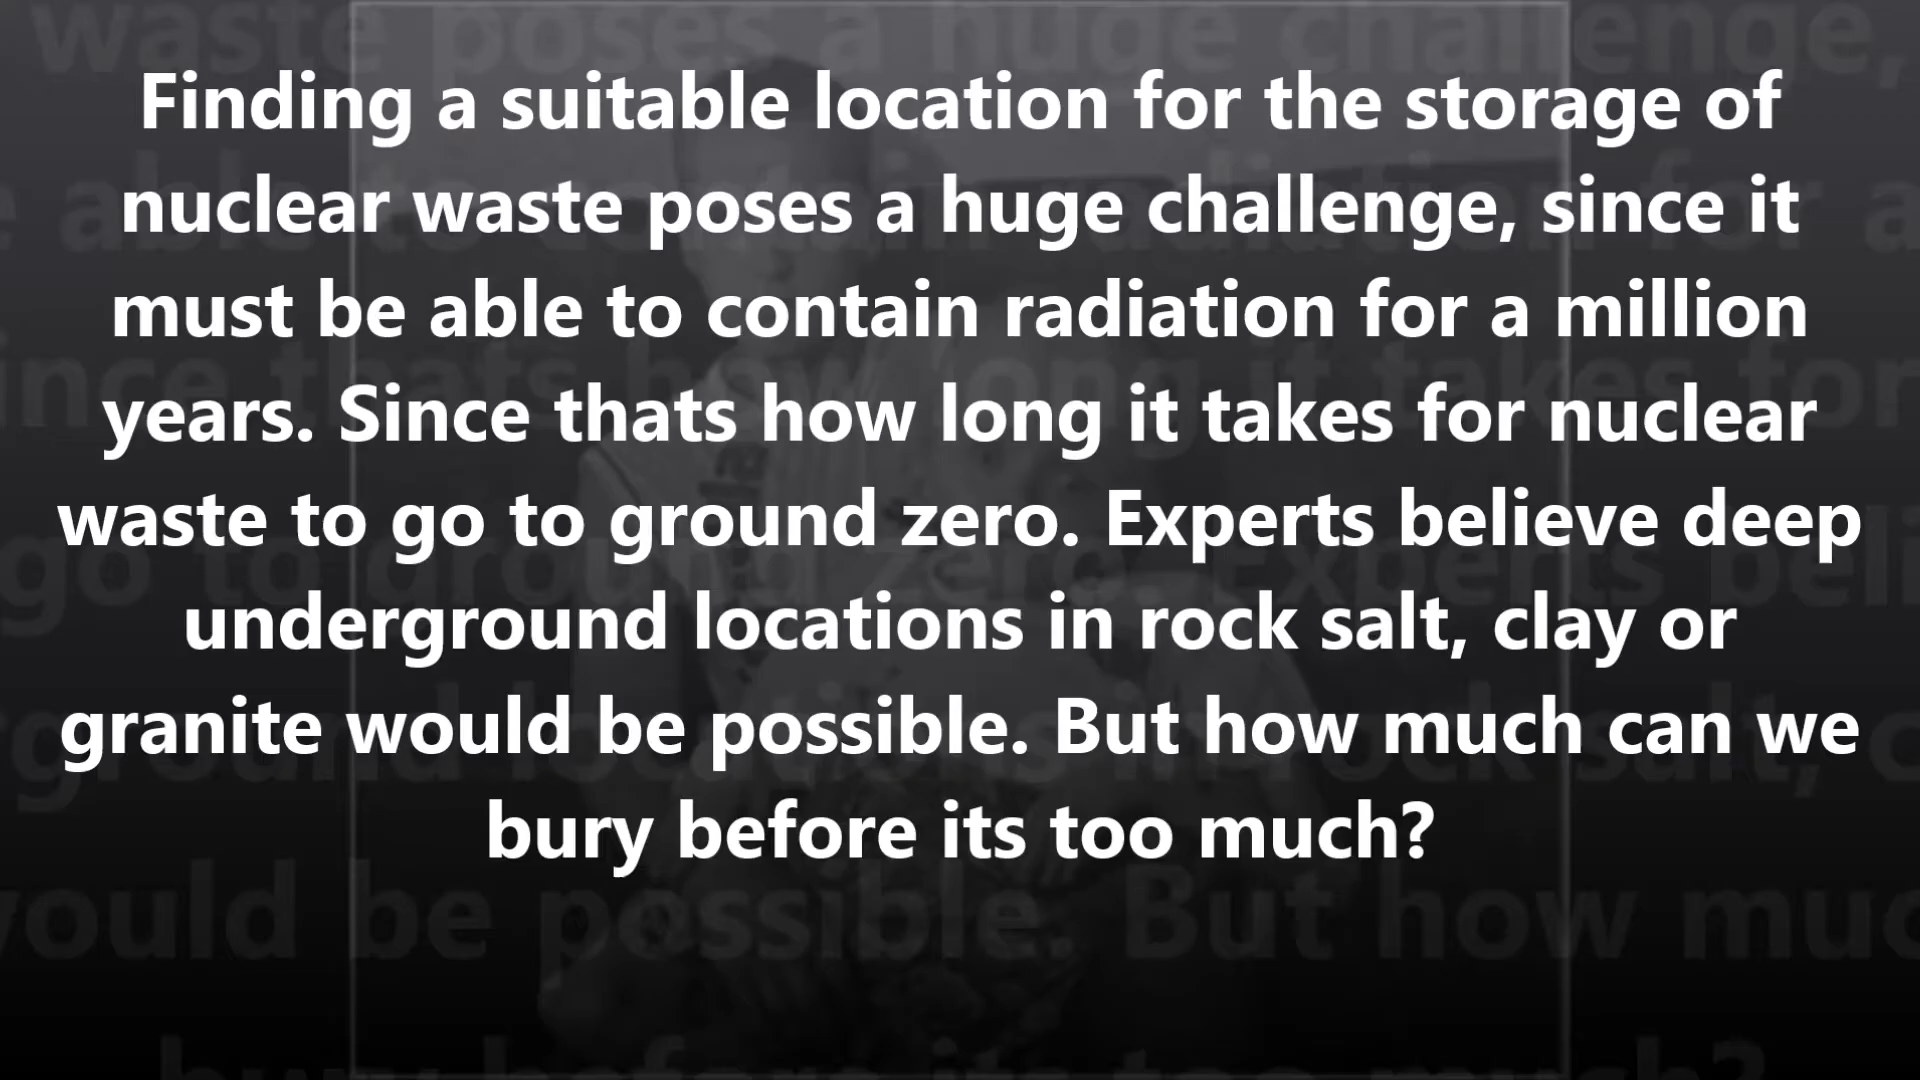 Finding a suitable location for the storage of
nuclear waste poses a huge challenge, since it
must be able to contain radiation for a million
years. Since thats how long it takes for nuclear
waste to go to ground zero. Experts believe deep
underground locations in rock salt, clay or
granite would be possible. But how much can we
bury before its too much?